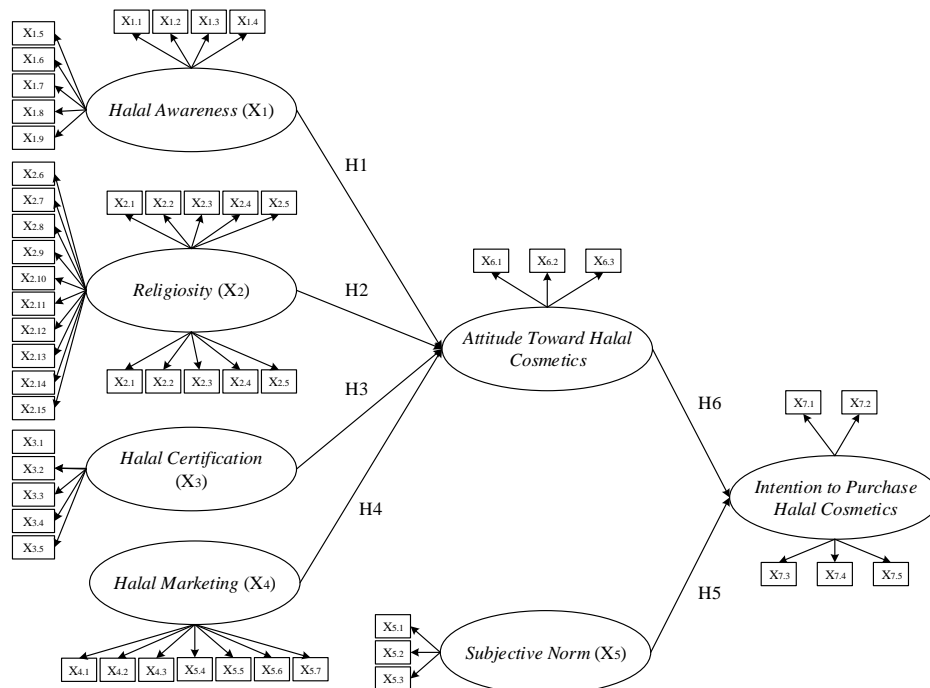 X1.1 X1.2 X1.3 X1.4
X1.5
X1.6
X1.7
X1.8
X1.9
Halal Awareness (X1)
H1
X2.6
X2.7
X2.8
X2.9
X2.10
X2.11
X2.12
X2.13
X2.14
X2.15
X2.1 X2.2 X2.3 X2.4 X2.5
Religiosity (X2)
H2
X2.1 X2.2 X2.3 X2.4 X2.5
X3.1
X3.2
X3.3
X3.4
X3.5
Halal Certification
(X3)
H3
Halal Marketing (X4)
H4
X4.1 X4.2 X4.3 X5.4 X5.5 X5.6 X5.7
X6.1 X6.2 X6.3
Attitude Toward Halal
Cosmetics
H6
X5.1
X5.2
X5.3
Subjective Norm (X5)
H5
X7.1 X7.2
Intention to Purchase
Halal Cosmetics
X7.3 X7.4 X7.5